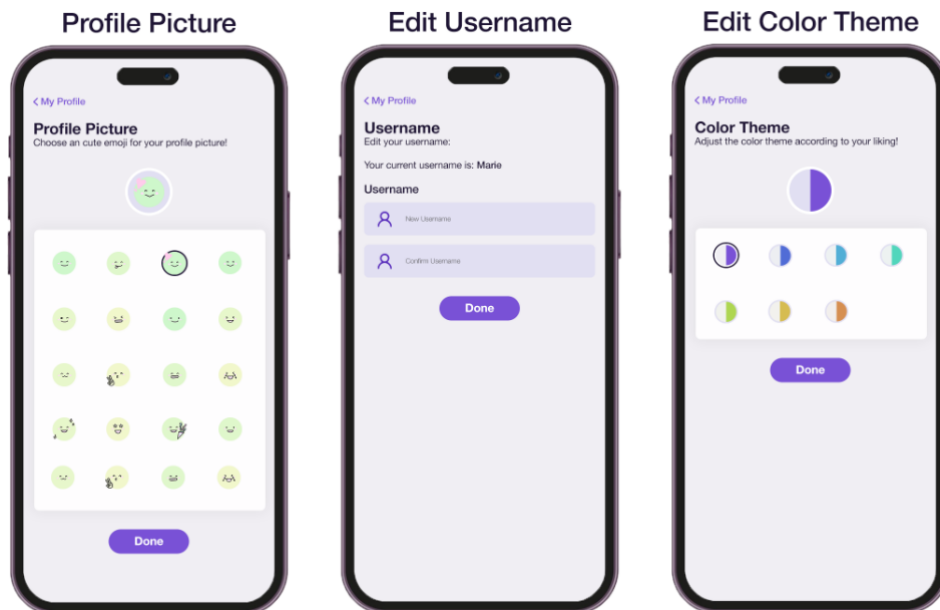 Profile Picture
< My Profile
Profile Picture
Choose an cute emoji for your profile picture!
Done
Edit Username
< My Profile
Username
Edit your username:
Your current username is: Marie
Username
New Username
Confirm Username
Done
Edit Color Theme
< My Profile
Color Theme
Adjust the color theme according to your liking!
Done